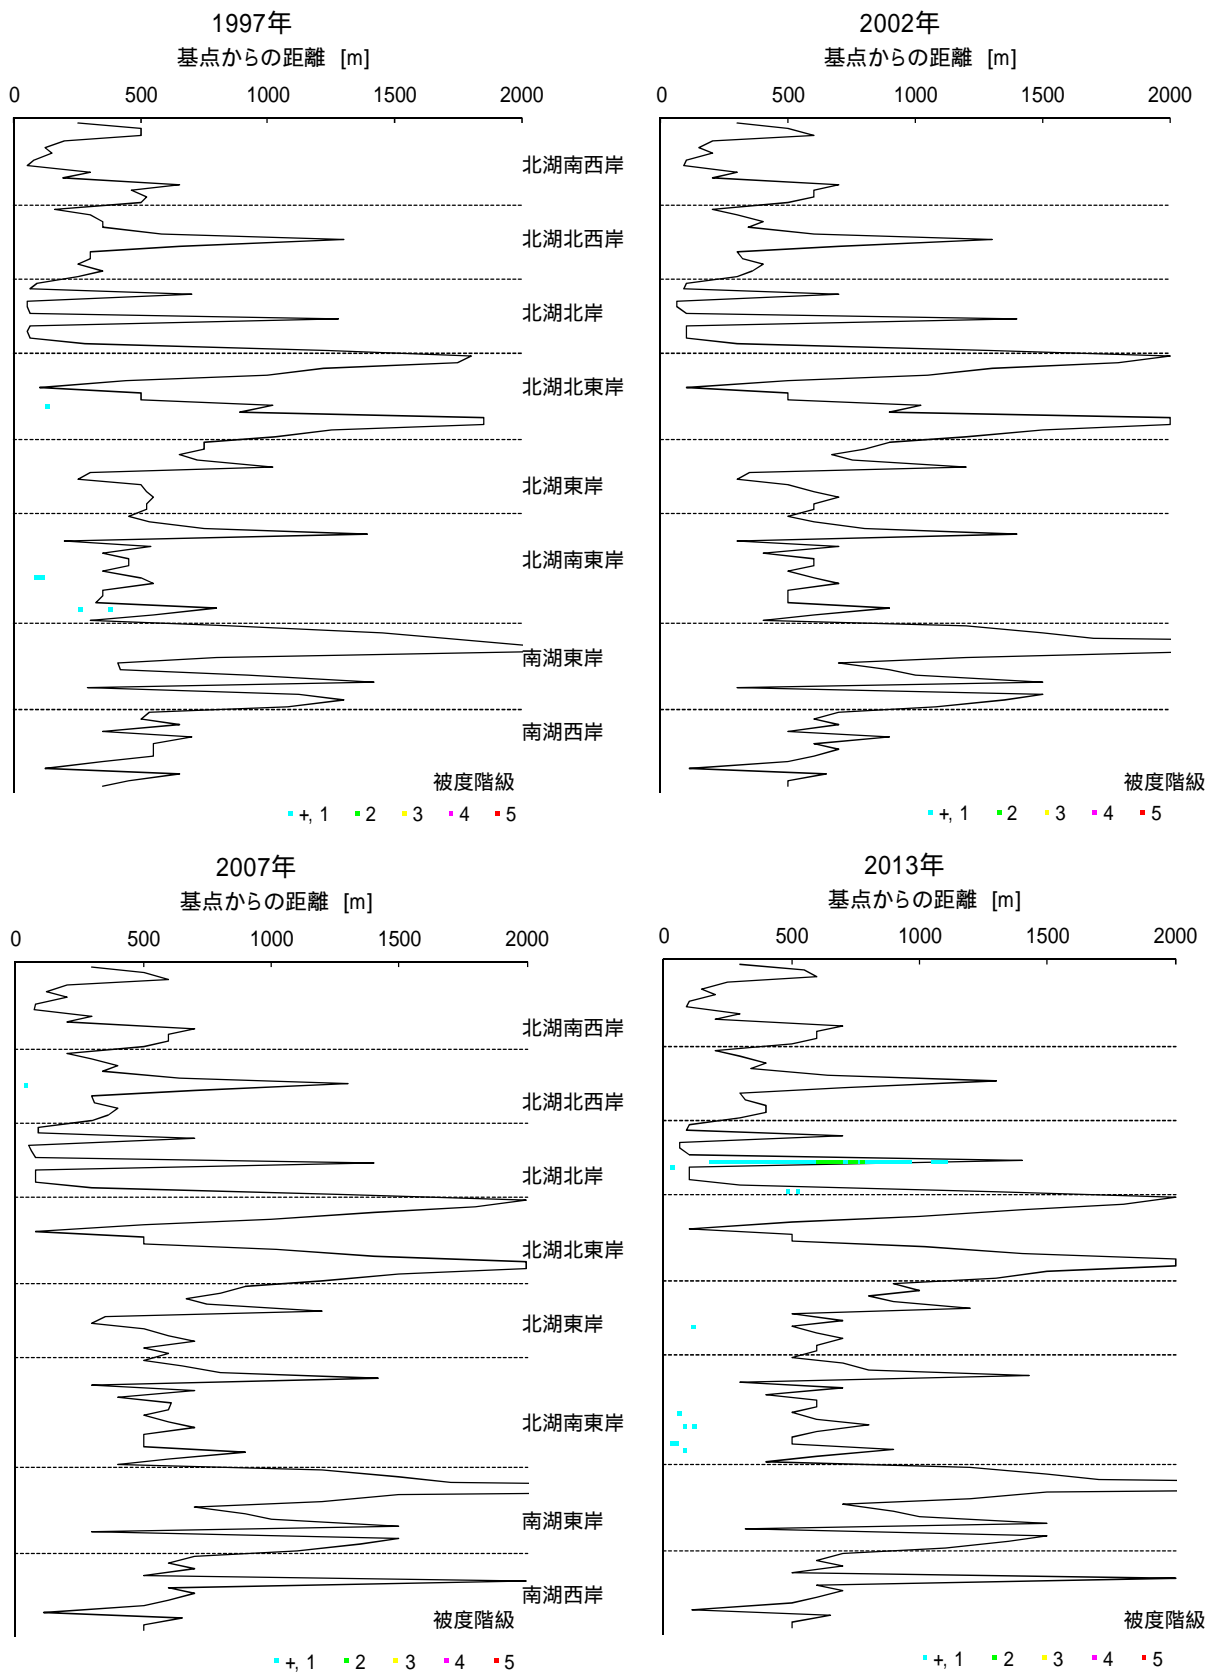 1997年
基点からの距離 [m]
0 500 1000 1500 2000
北湖南西岸
北湖北西岸
北湖北岸
北湖北東岸
北湖東岸
北湖南東岸
南湖東岸
南湖西岸
被度階級
+, 1 2 3 4 5
2002年
基点からの距離 [m]
0 500 1000 1500 2000
被度階級
+, 1 2 3 4 5
2007年
基点からの距離 [m]
0 500 1000 1500 2000
北湖南西岸
北湖北西岸
北湖北岸
北湖北東岸
北湖東岸
北湖南東岸
南湖東岸
南湖西岸
被度階級
+, 1 2 3 4 5
2013年
基点からの距離 [m]
0 500 1000 1500 2000
被度階級
+, 1 2 3 4 5